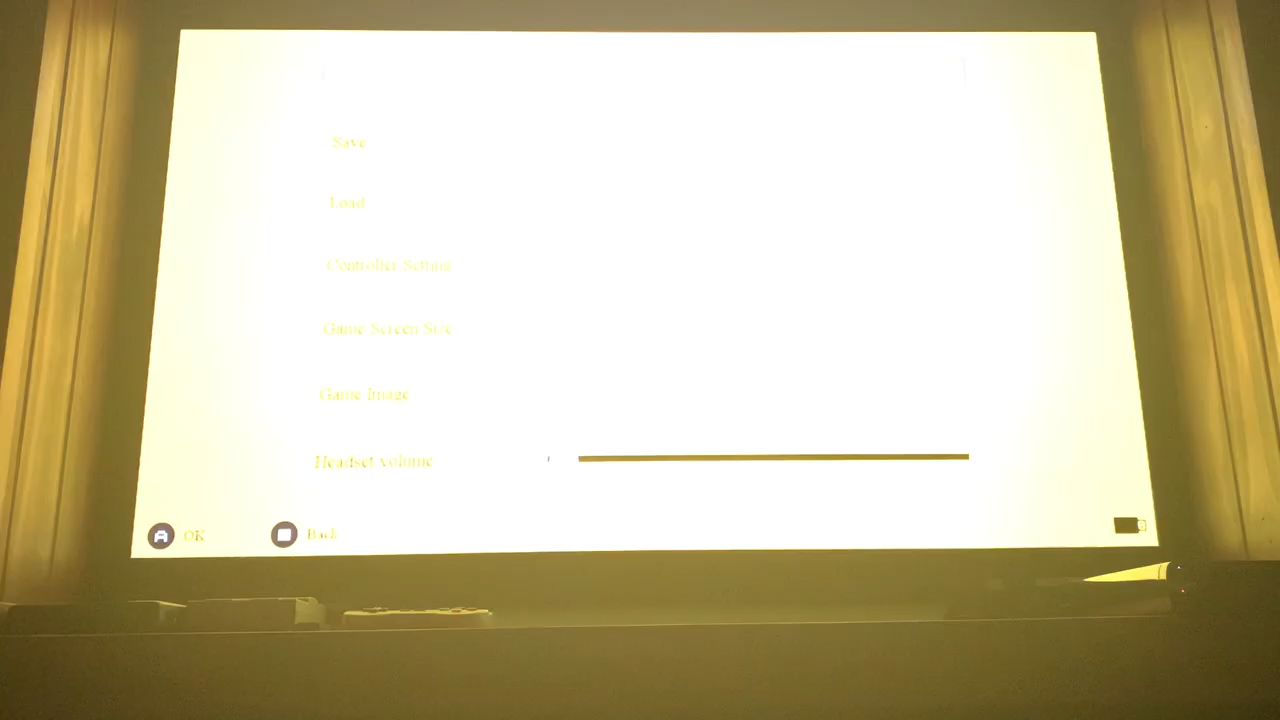 Save
Load
Controller Setting
Game Screen Size
Game Image
Headset volume
OK
Back